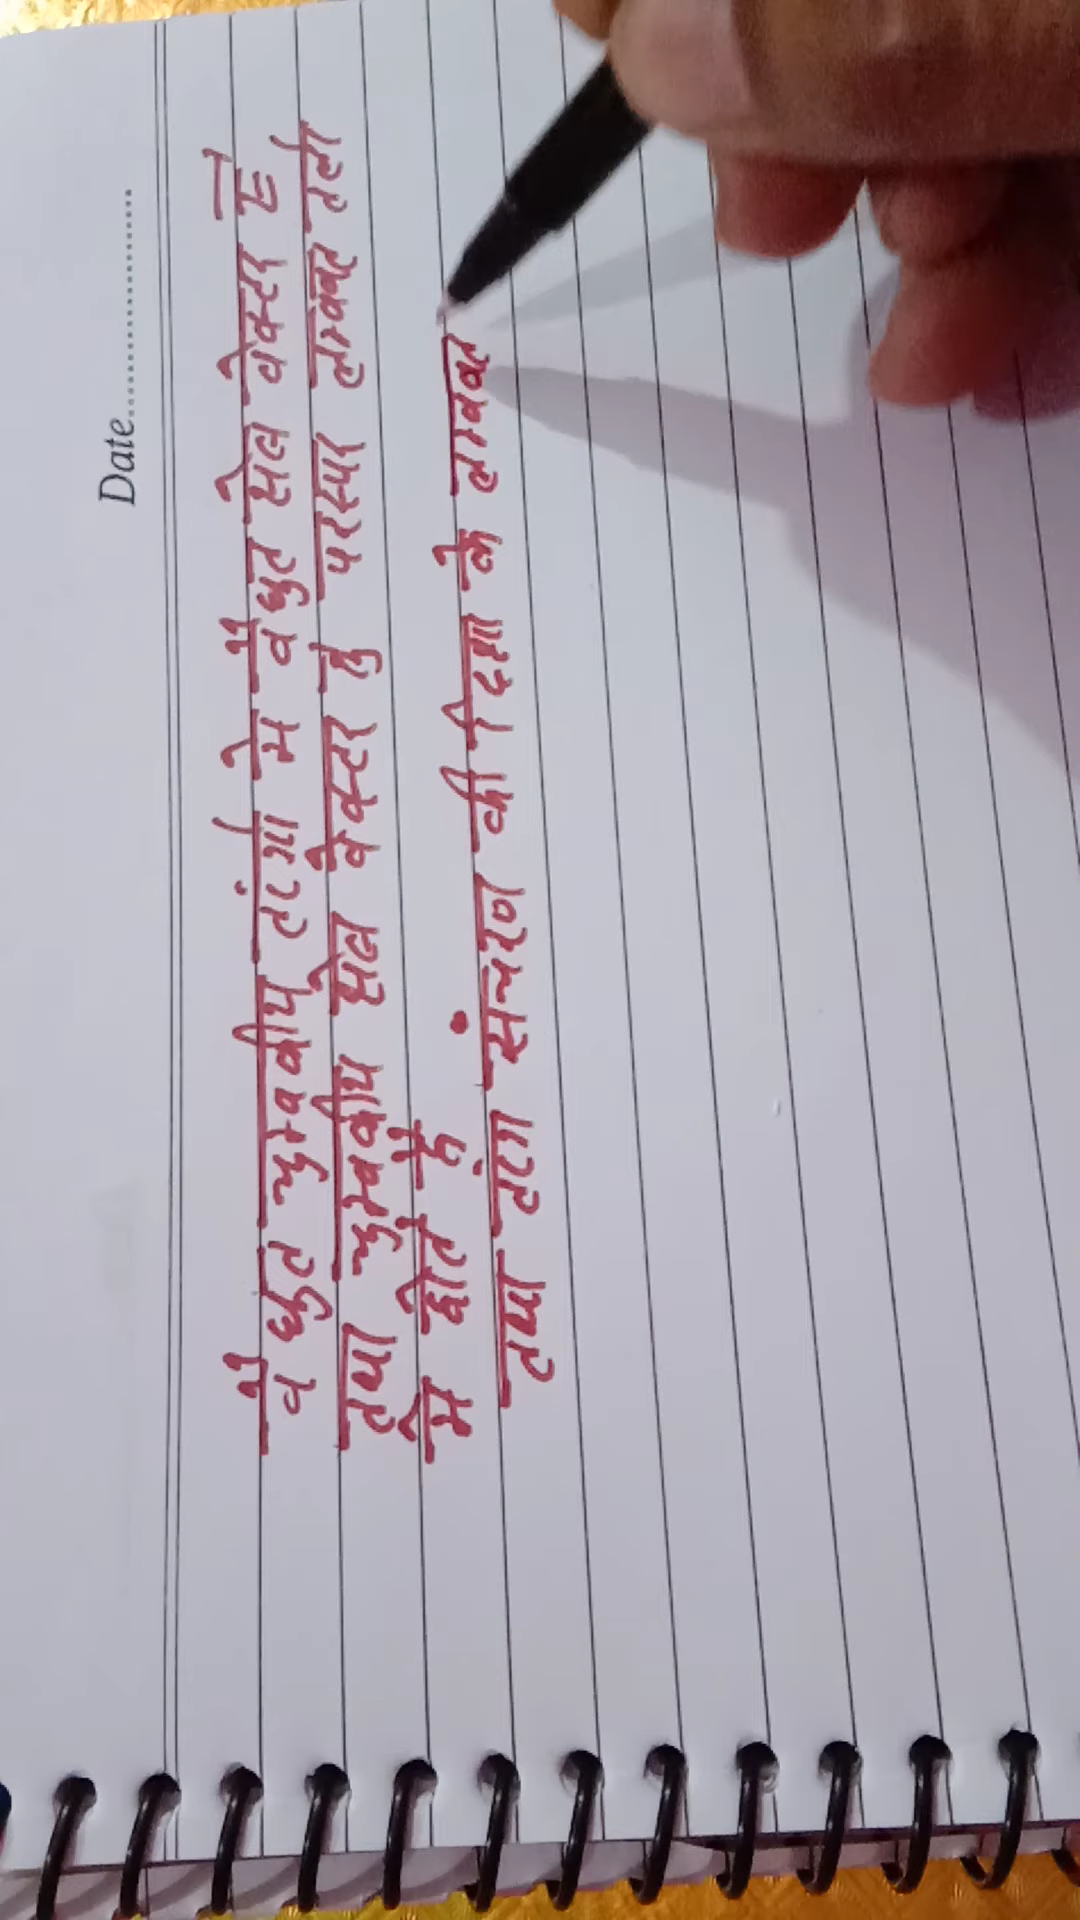 Date....................
वैधुत चुम्बकीय तरंगो मे वैधुत क्षेत्र वेक्टर E
तथा चुम्बकीय क्षेत्र वेक्टर B परस्पर लम्बवत तलो
मे होते है
तथा तरंग संन्चरण की दिशा के लम्बवत